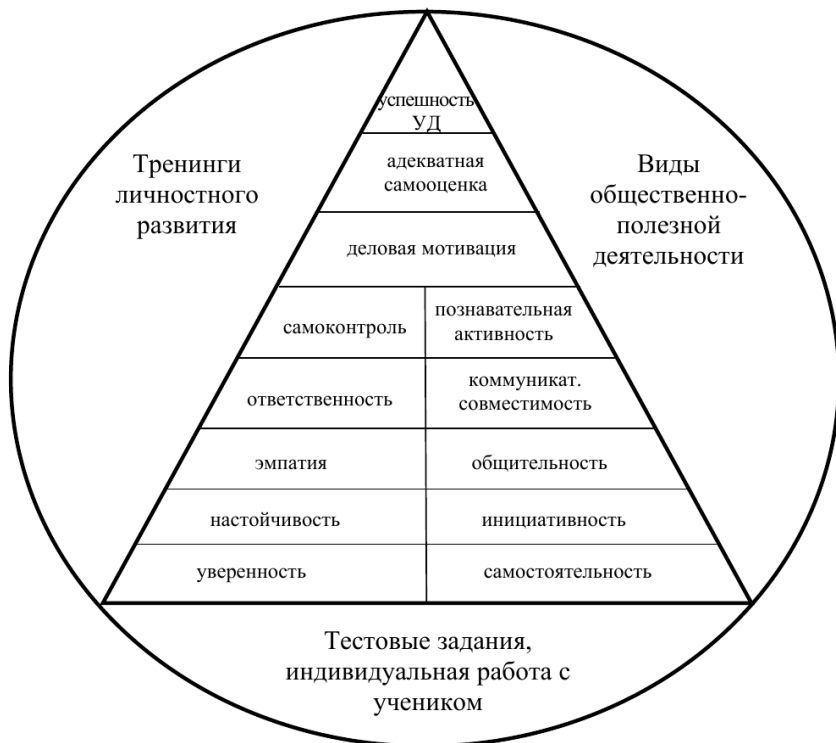 успешность
УД
адекватная
самооценка
Тренинги
личностного
развития
Виды
общественно-
полезной
деятельности
деловая мотивация
самоконтроль
познавательная
активность
ответственность
коммуникат.
совместимость
эмпатия
общительность
настойчивость
инициативность
уверенность
самостоятельность
Тестовые задания,
индивидуальная работа с
учеником